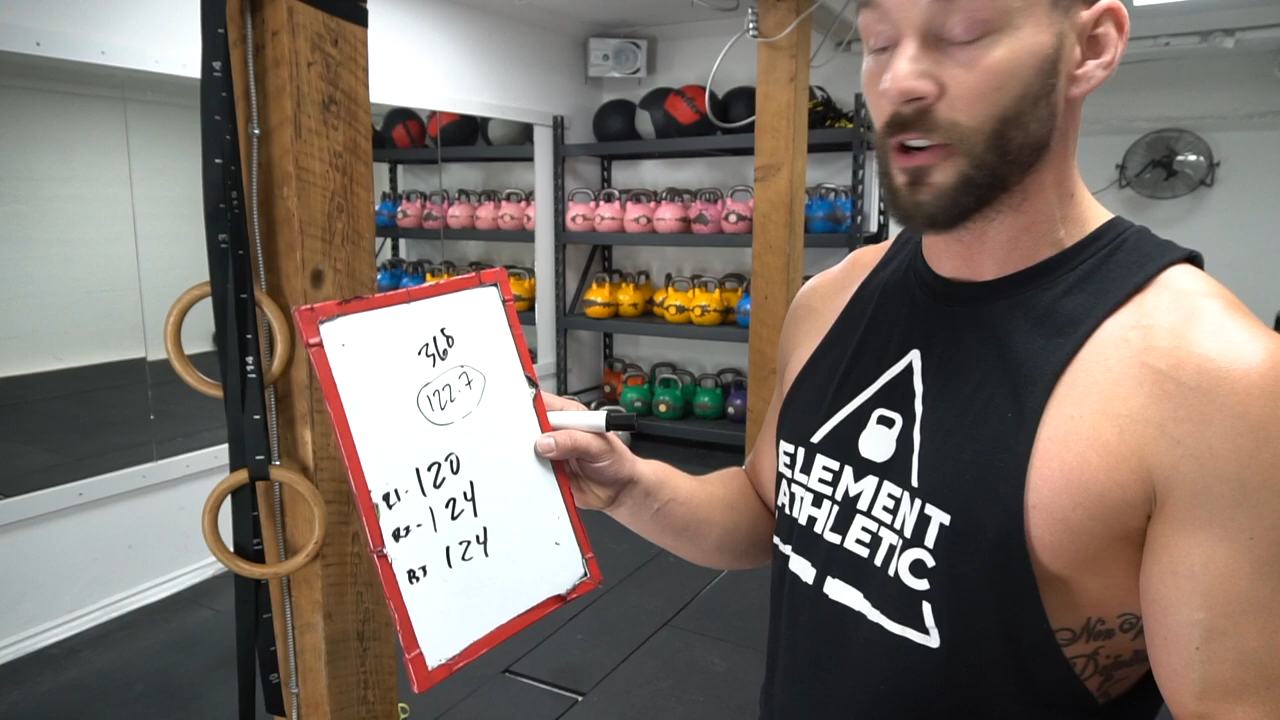 368
122.7
R1- 120
R2- 124
R3 124
ELEMENT
ATHLETIC